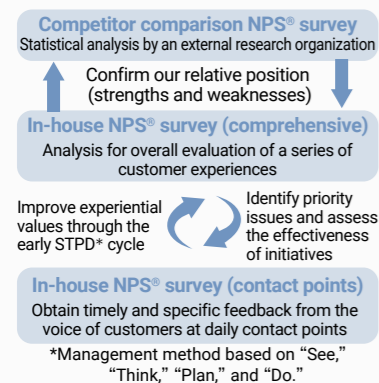 Competitor comparison NPS® survey
Statistical analysis by an external research organization
Confirm our relative position
(strengths and weaknesses)
In-house NPS® survey (comprehensive)
Analysis for overall evaluation of a series of
customer experiences
Improve experiential
values through the
early STPD* cycle
Identify priority
issues and assess
the effectiveness
of initiatives
In-house NPS® survey (contact points)
Obtain timely and specific feedback from the
voice of customers at daily contact points
*Management method based on “See,”
“Think,” “Plan,” and “Do.”